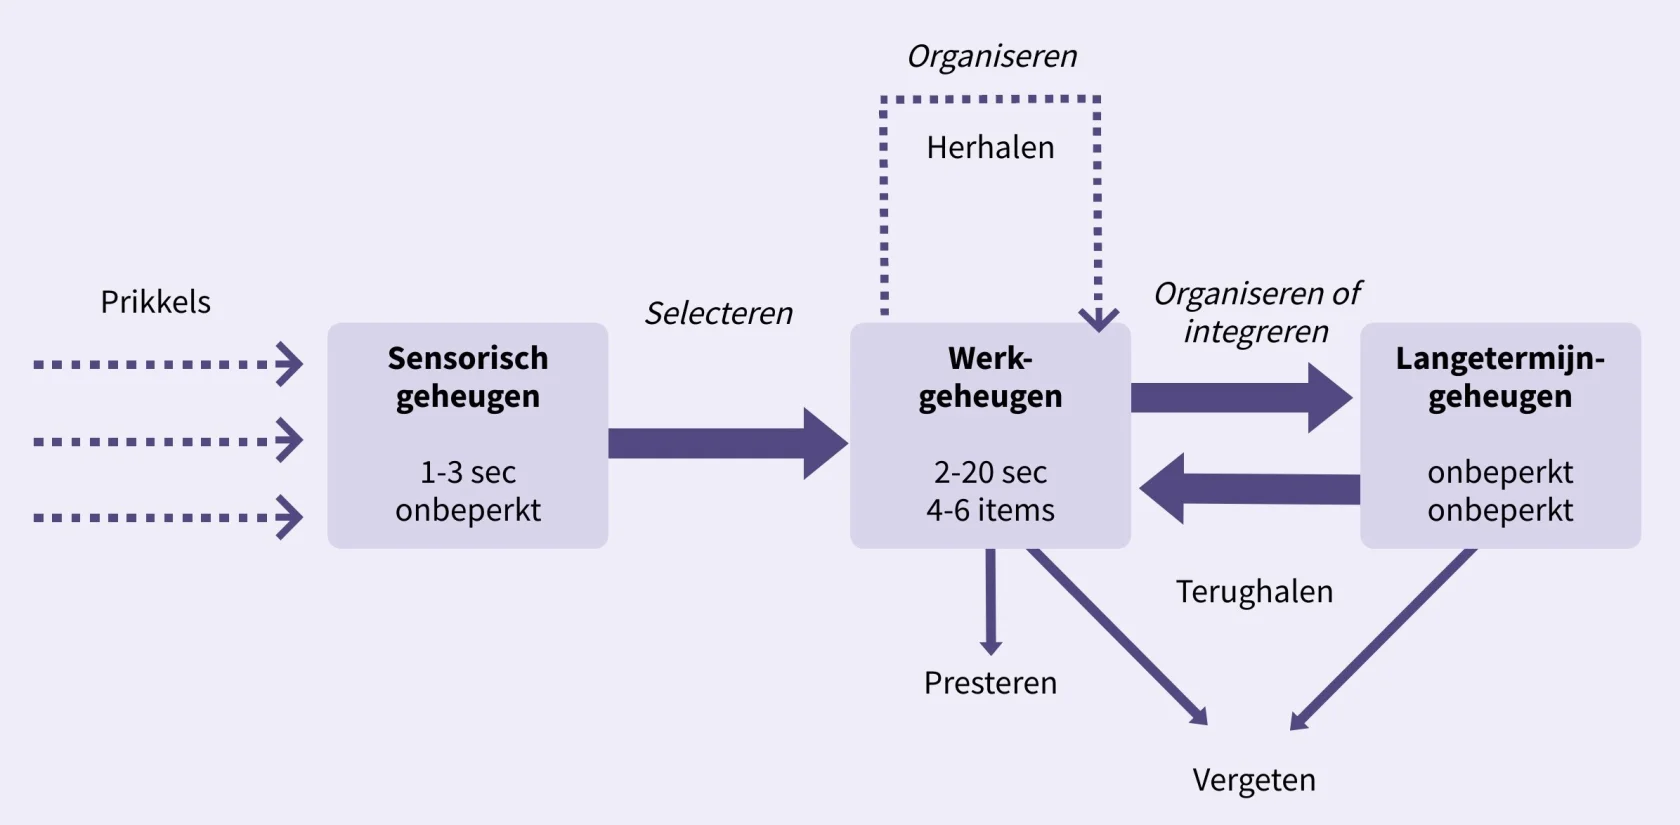 Organiseren
Herhalen
Prikkels
Selecteren
Organiseren of
integreren
Sensorisch
geheugen
1-3 sec
onbeperkt
Werk-
geheugen
2-20 sec
4-6 items
Langetermijn-
geheugen
onbeperkt
onbeperkt
Terughalen
Presteren
Vergeten